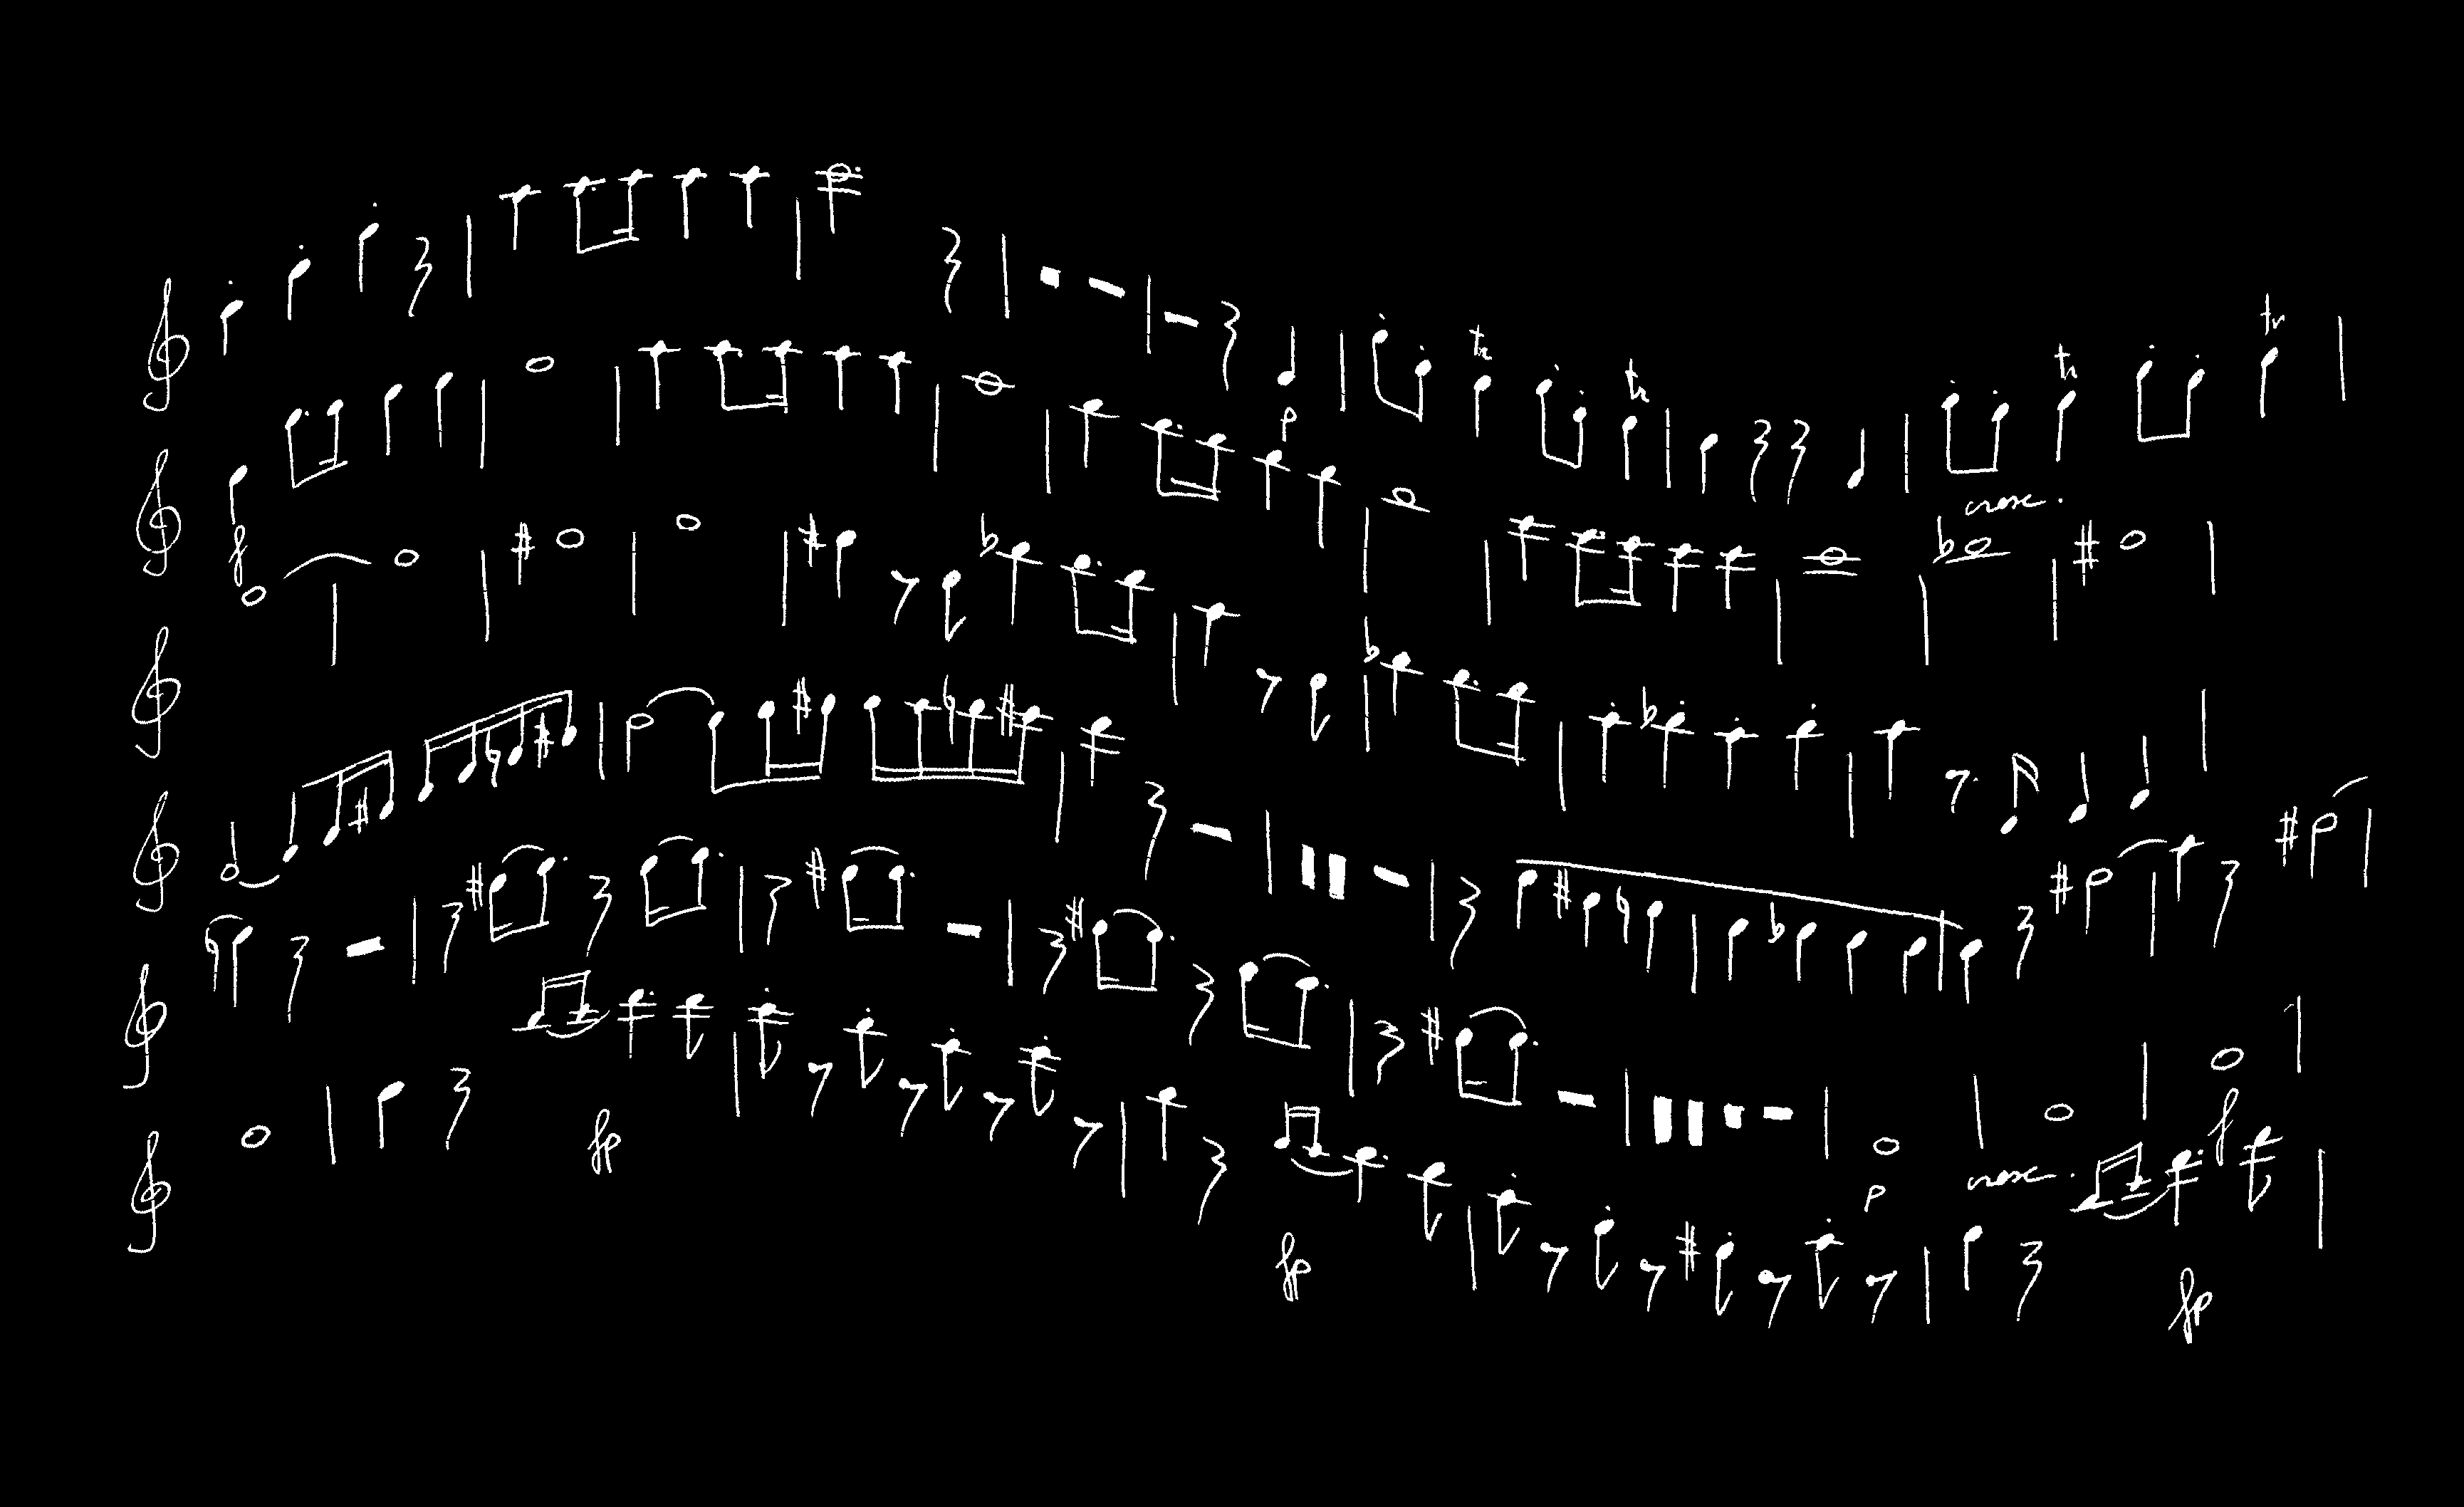 p
tr tr tr tr
f
cresc.
p cresc. f
fp fp fp